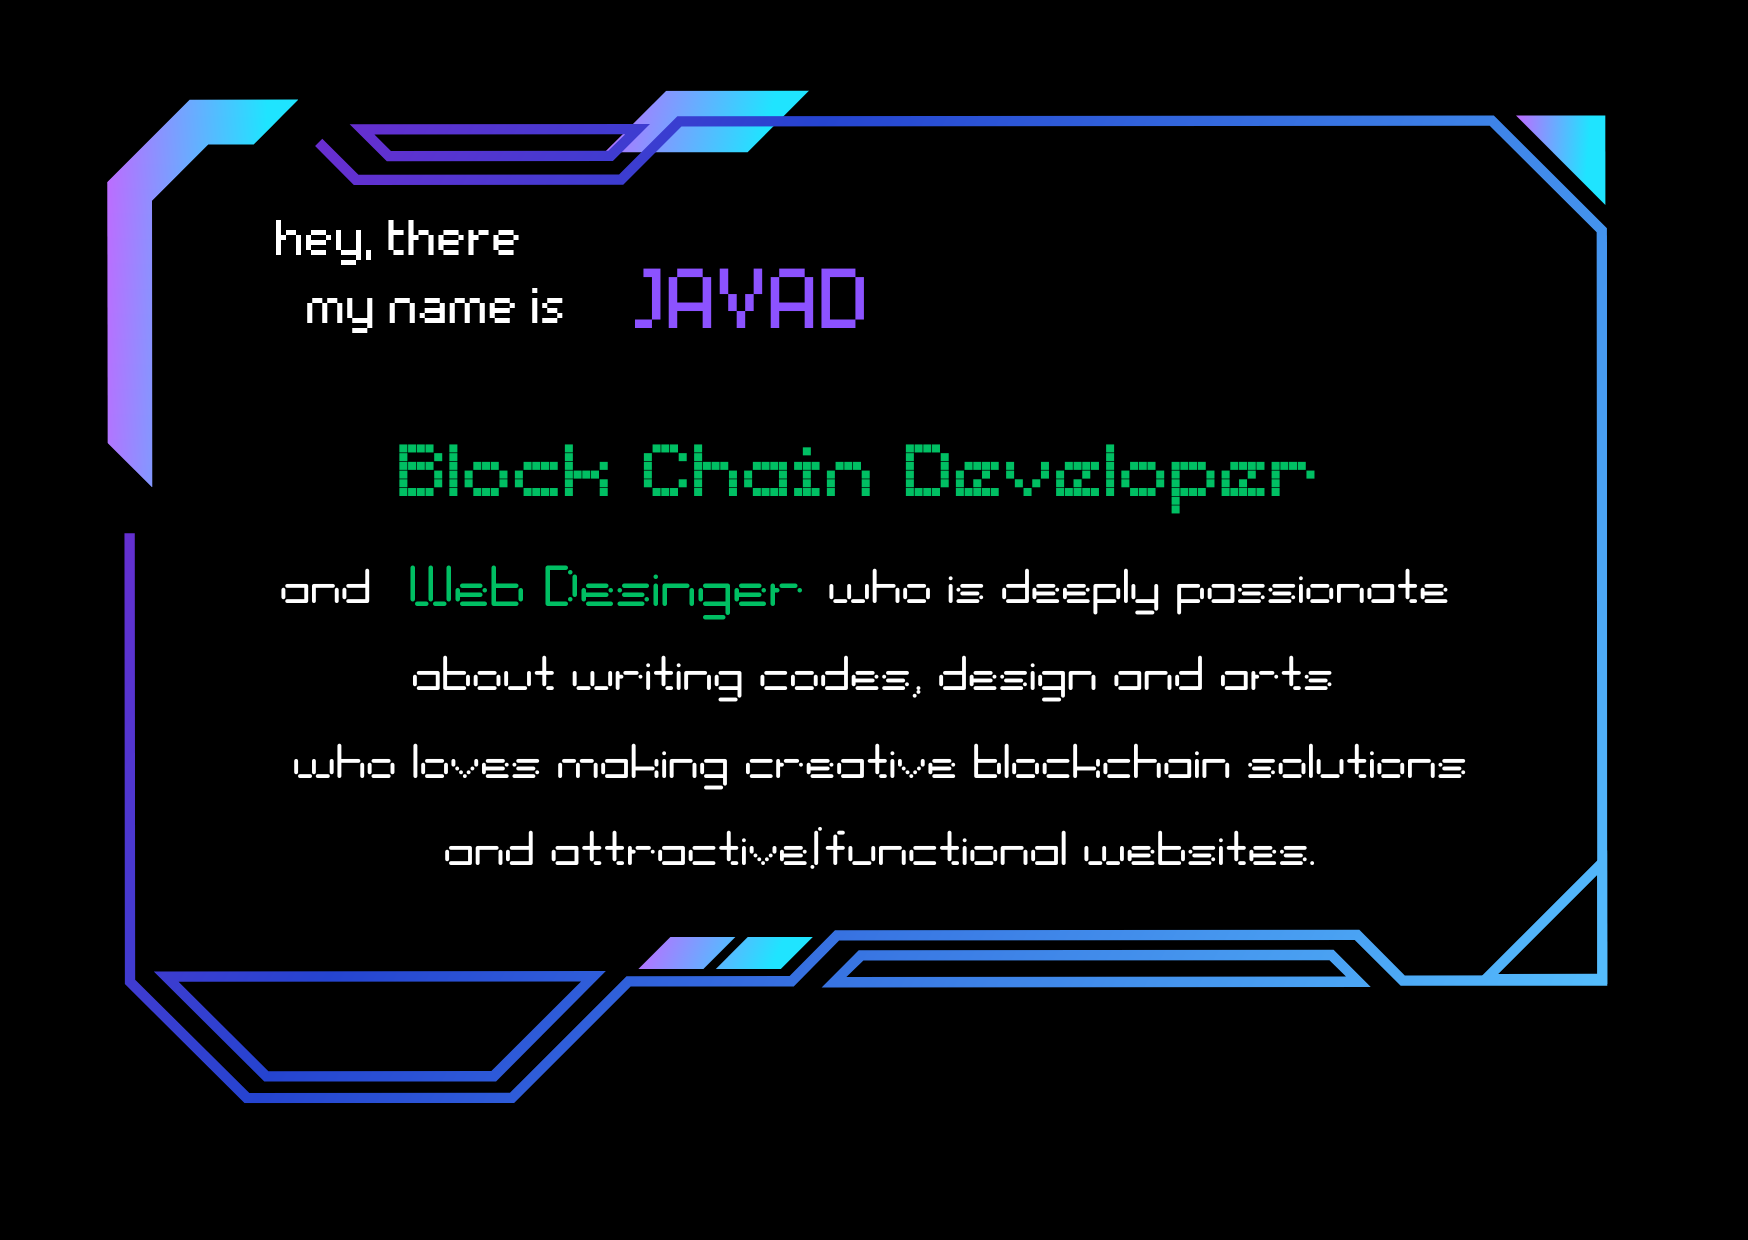 hey, there
my name is JAVAD
Block Chain Developer
and Web Desinger who is deeply passionate
about writing codes, design and arts
who loves making creative blockchain solutions
and attractive/functional websites.